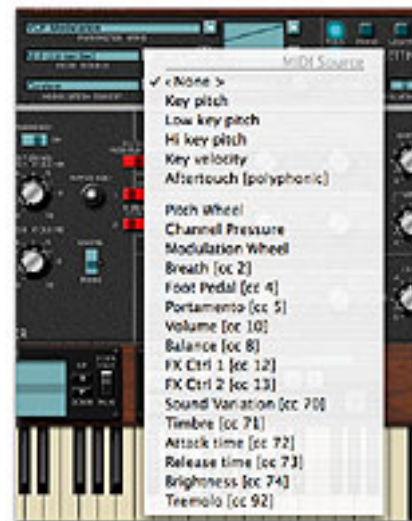 MIDI Source
✓ <None >
Key pitch
Low key pitch
Hi key pitch
Key velocity
Aftertouch [polyphonic]
Pitch Wheel
Channel Pressure
Modulation Wheel
Breath [cc 2]
Foot Pedal [cc 4]
Portamento [cc 5]
Volume [cc 10]
Balance [cc 8]
FX Ctrl 1 [cc 12]
FX Ctrl 2 [cc 13]
Sound Variation [cc 70]
Timbre [cc 71]
Attack time [cc 72]
Release time [cc 73]
Brightness [cc 74]
Tremolo [cc 92]